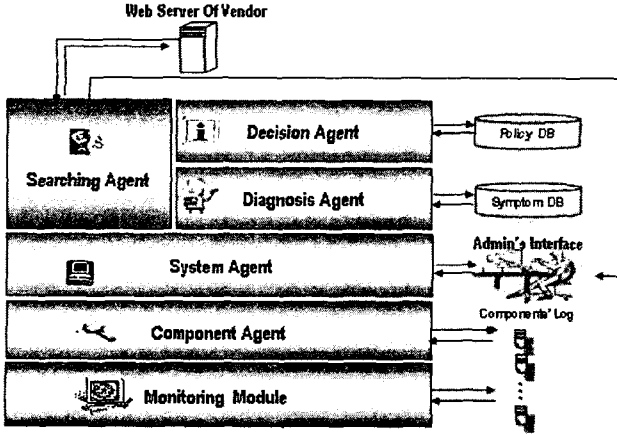 Web Server Of Vendor
Decision Agent
Policy DB
Searching Agent
Diagnosis Agent
Symptom DB
System Agent
Admin's Interface
Component Agent
Components' Log
Monitoring Module